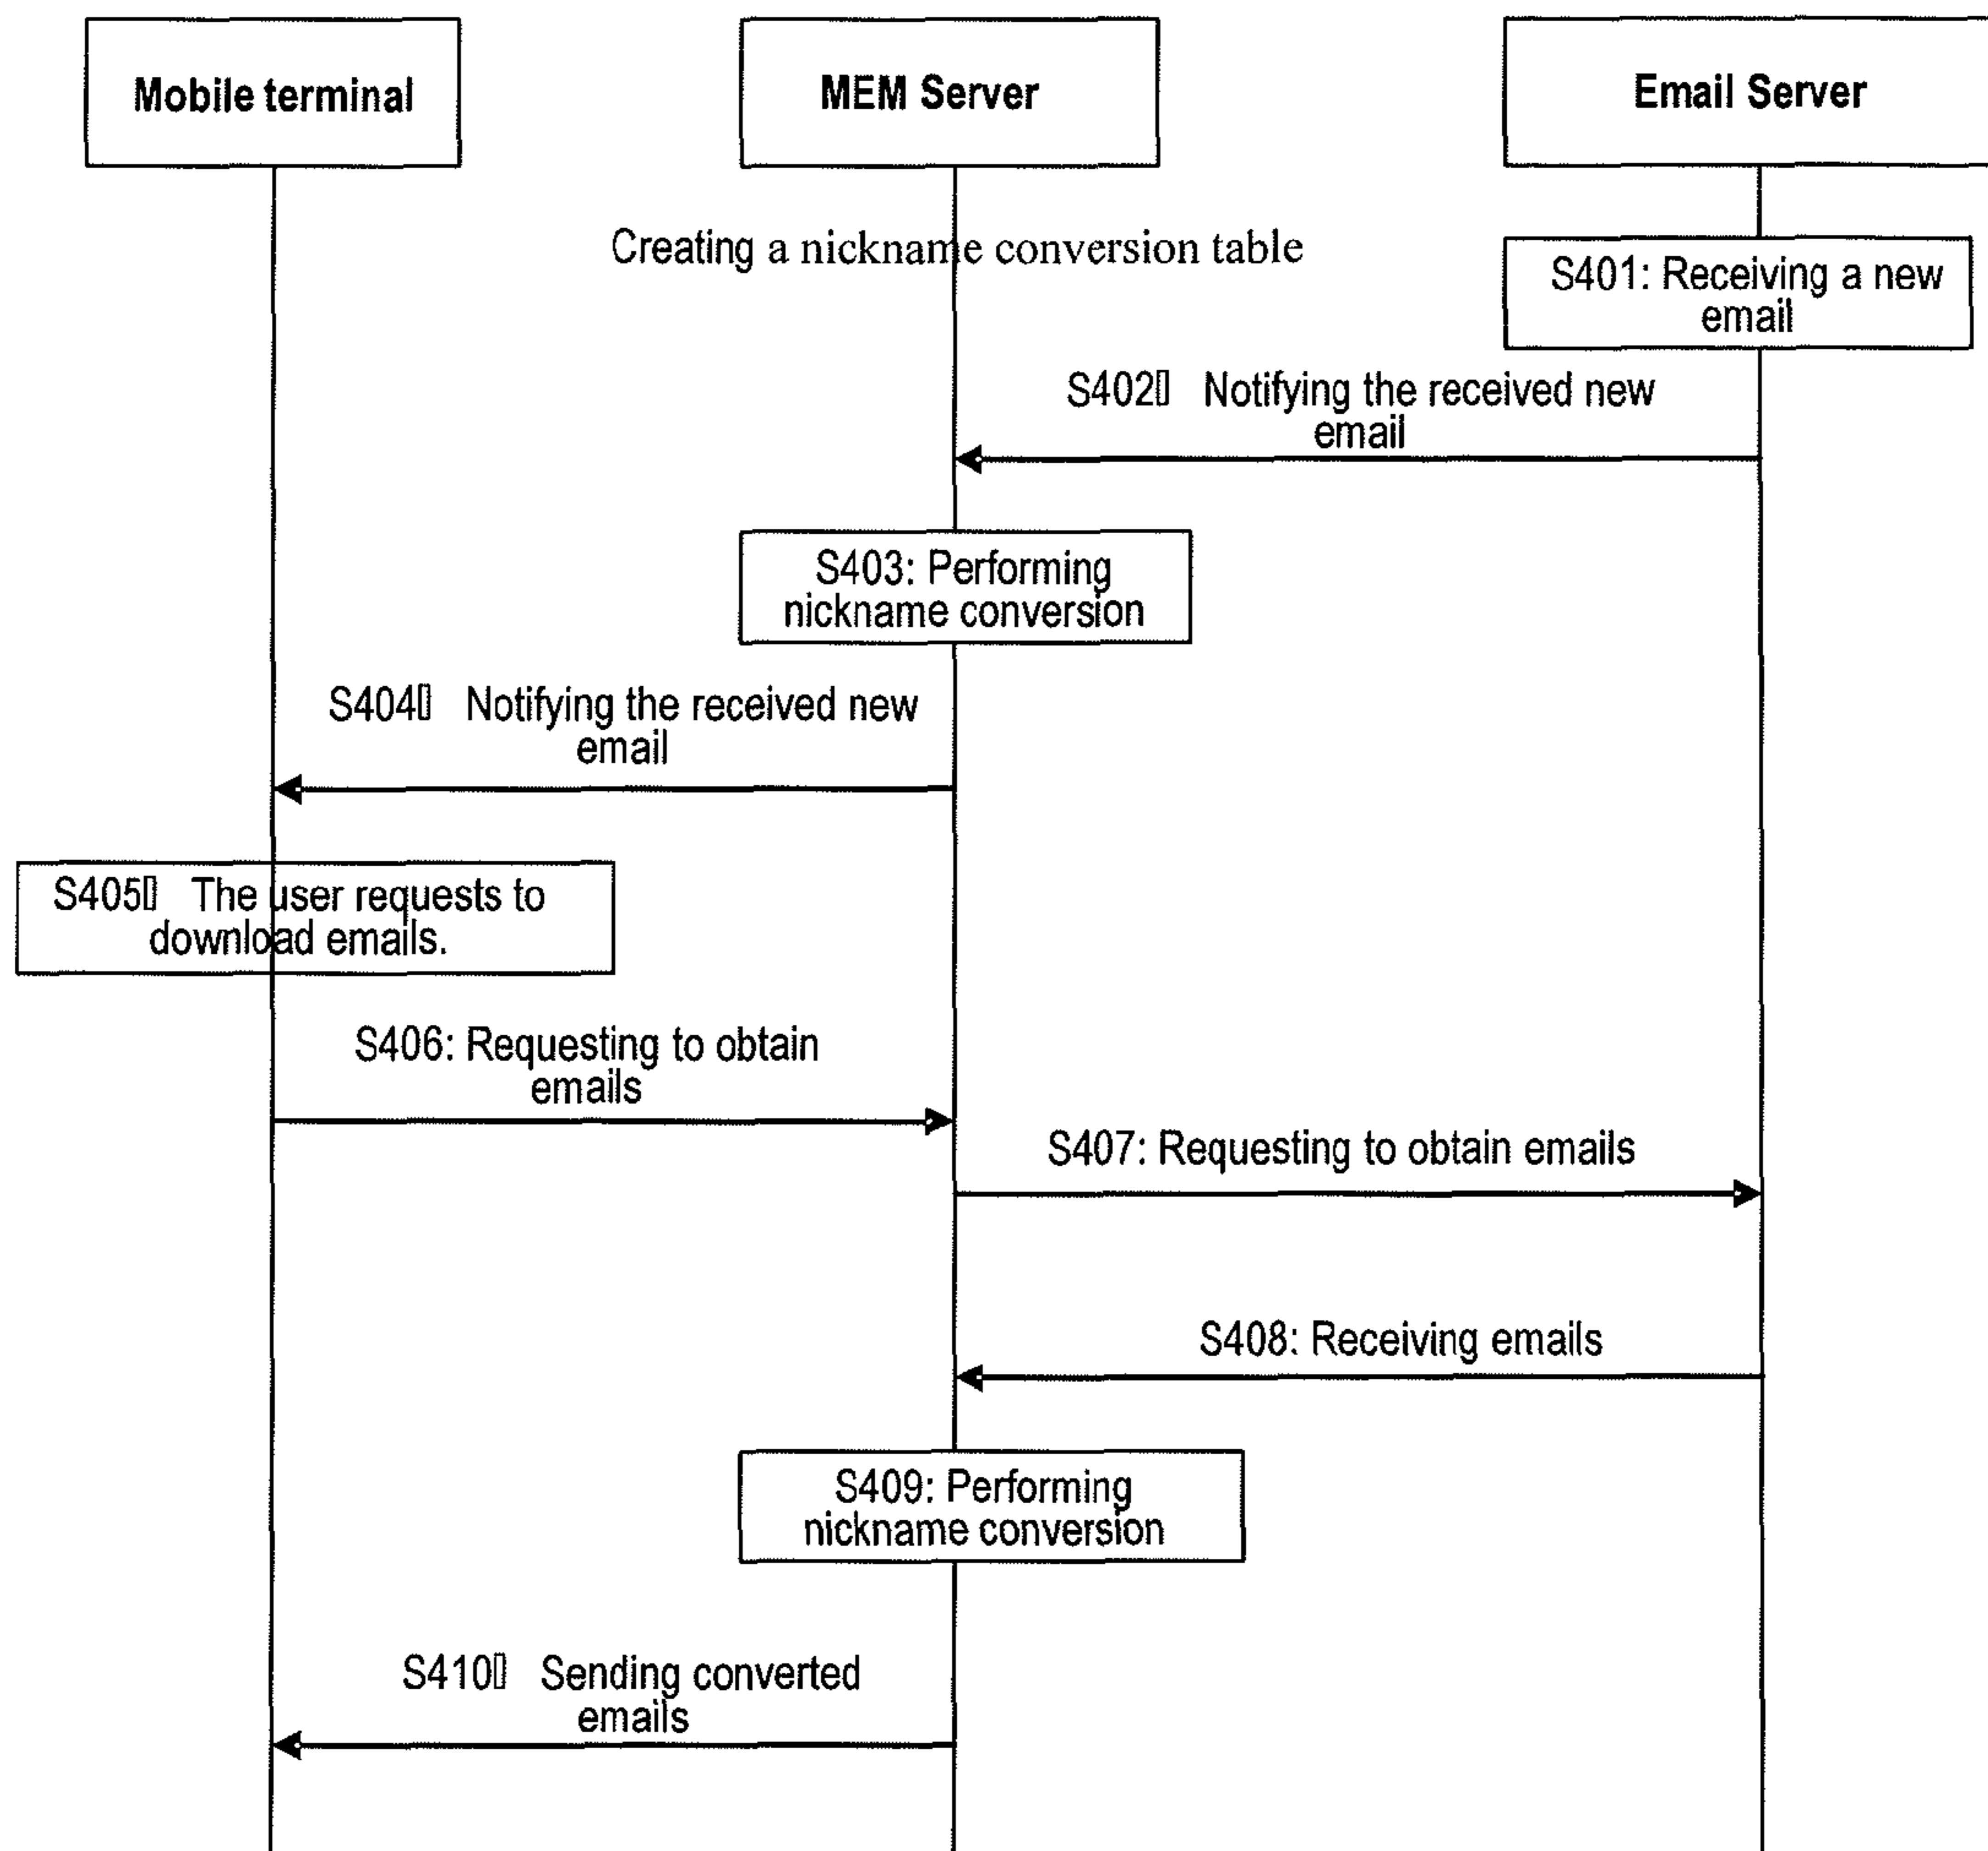 Mobile terminal
MEM Server
Email Server
Creating a nickname conversion table
S401: Receiving a new
email
S402▯ Notifying the received new
email
S403: Performing
nickname conversion
S404▯ Notifying the received new
email
S405▯ The user requests to
download emails.
S406: Requesting to obtain
emails
S407: Requesting to obtain emails
S408: Receiving emails
S409: Performing
nickname conversion
S410▯ Sending converted
emails